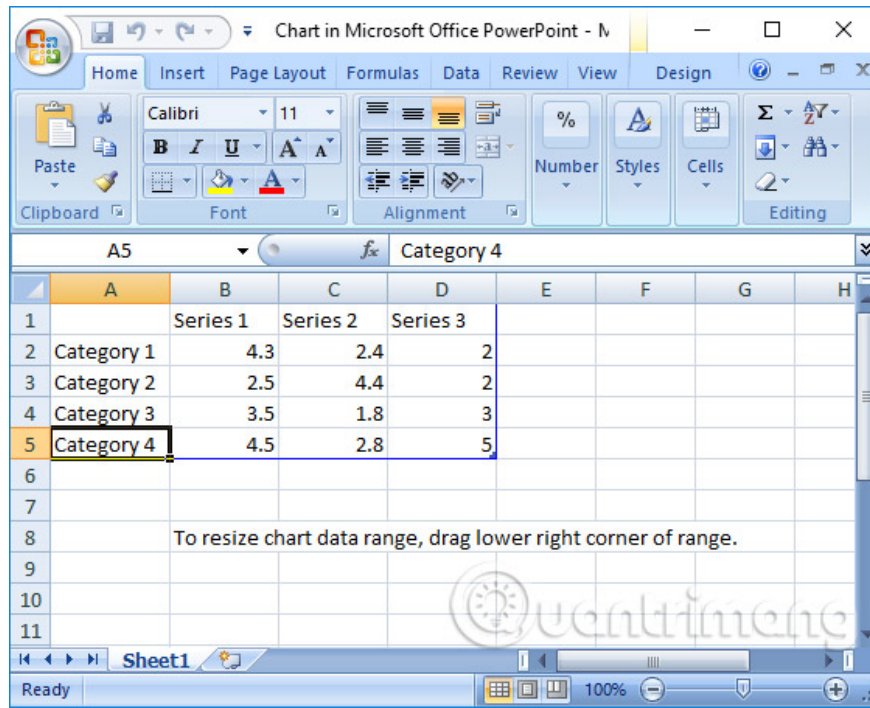 Chart in Microsoft Office PowerPoint - M
Home Insert Page Layout Formulas Data Review View Design
Calibri 11
Paste
B I U A A
% Number
Styles
Cells
Clipboard Font Alignment Editing
A5 fx Category 4
A B C D E F G H
1 Series 1 Series 2 Series 3
2 Category 1 4.3 2.4 2
3 Category 2 2.5 4.4 2
4 Category 3 3.5 1.8 3
5 Category 4 4.5 2.8 5
6
7
8 To resize chart data range, drag lower right corner of range.
9
10
11
Quantrimang
Sheet1
Ready 100%